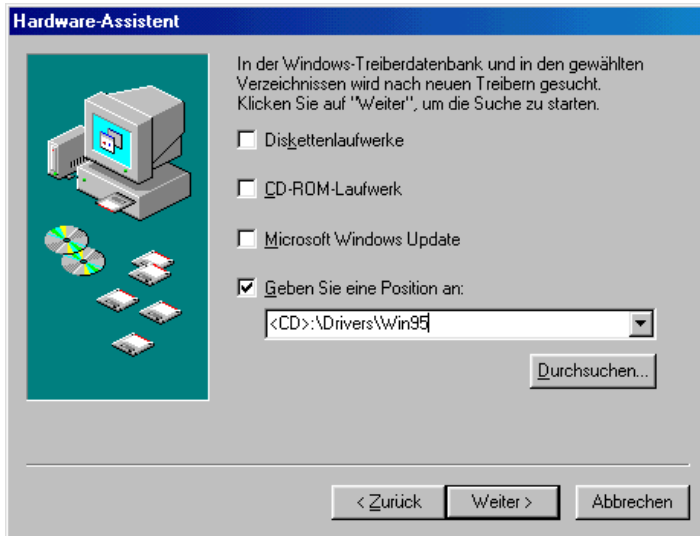 Hardware-Assistent
In der Windows-Treiberdatenbank und in den gewählten
Verzeichnissen wird nach neuen Treibern gesucht.
Klicken Sie auf "Weiter", um die Suche zu starten.
Diskettenlaufwerke
CD-ROM-Laufwerk
Microsoft Windows Update
Geben Sie eine Position an:
<CD>:\Drivers\Win95
Durchsuchen...
< Zurück
Weiter >
Abbrechen